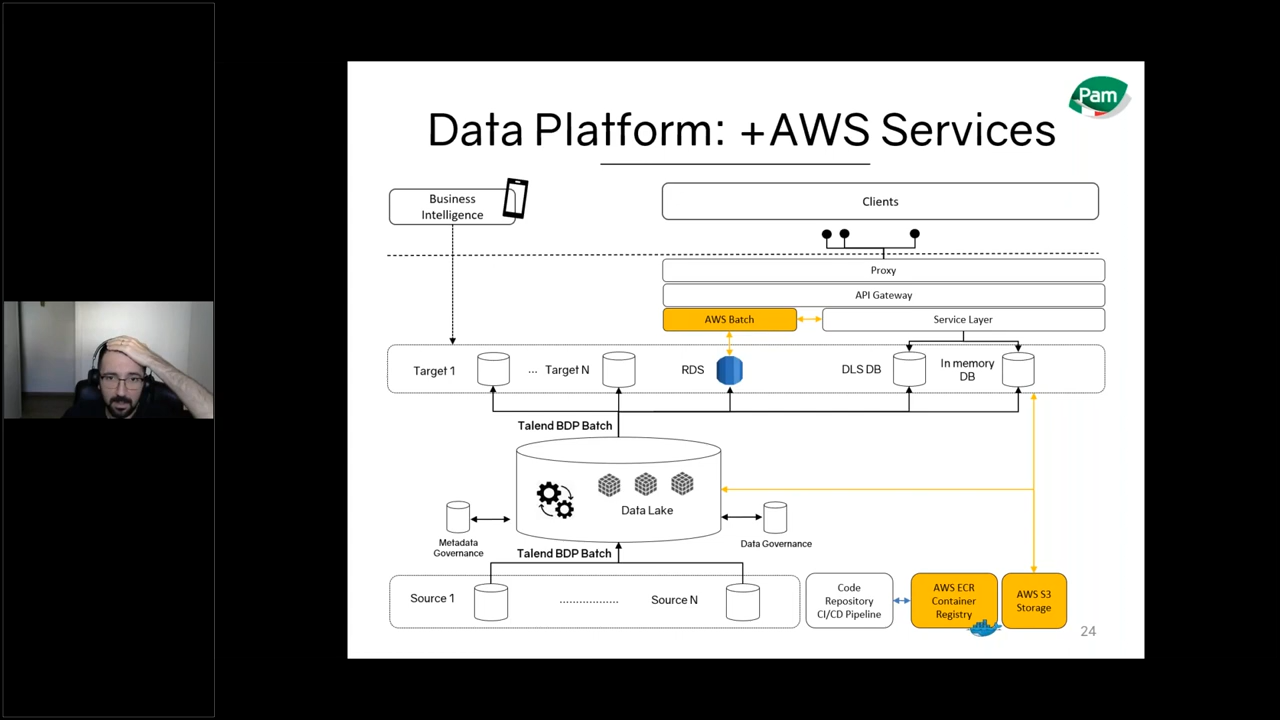 Pam
Data Platform: +AWS Services
Business
Intelligence
Clients
Proxy
API Gateway
AWS Batch
Service Layer
Target 1
... Target N
RDS
DLS DB
In memory
DB
Talend BDP Batch
Data Lake
Metadata
Governance
Data Governance
Talend BDP Batch
Source 1
.................
Source N
Code
Repository
CI/CD Pipeline
AWS ECR
Container
Registry
AWS S3
Storage
24